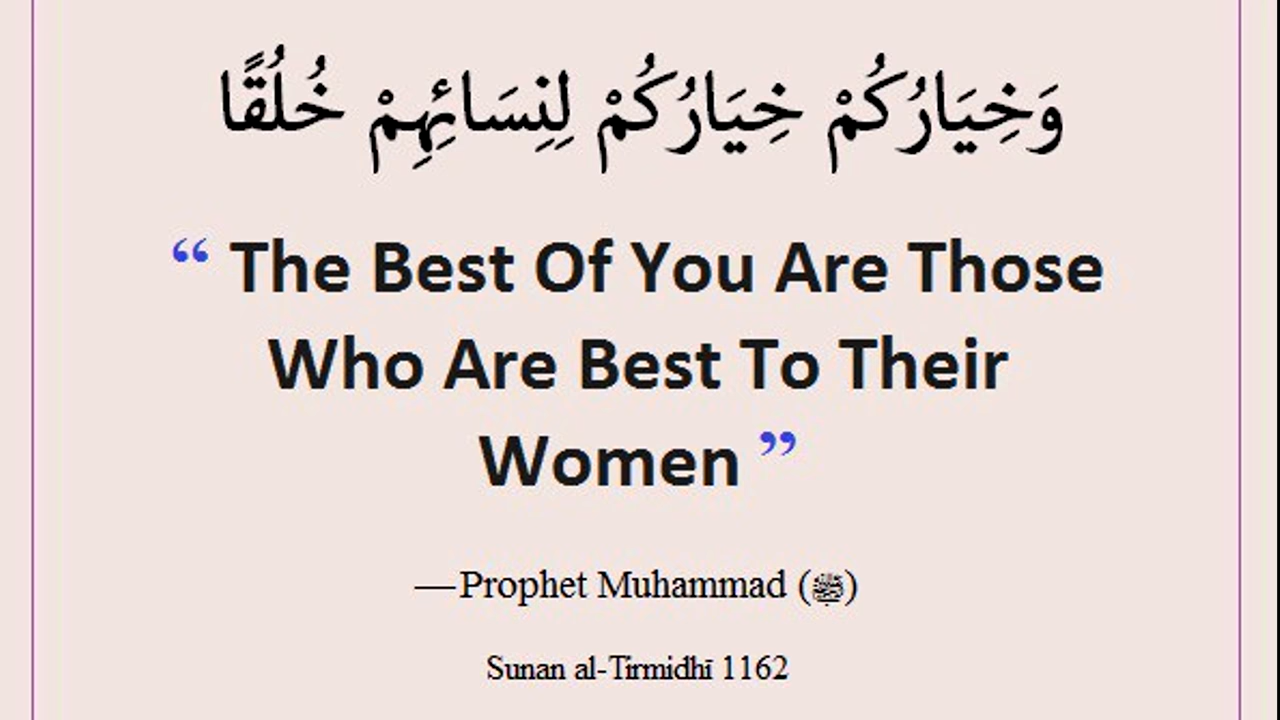 وَخِيَارُكُمْ خِيَارُكُمْ لِنِسَائِهِمْ خُلُقًا
“ The Best Of You Are Those
Who Are Best To Their
Women ”
—Prophet Muhammad (ﷺ)
Sunan al-Tirmidhī 1162